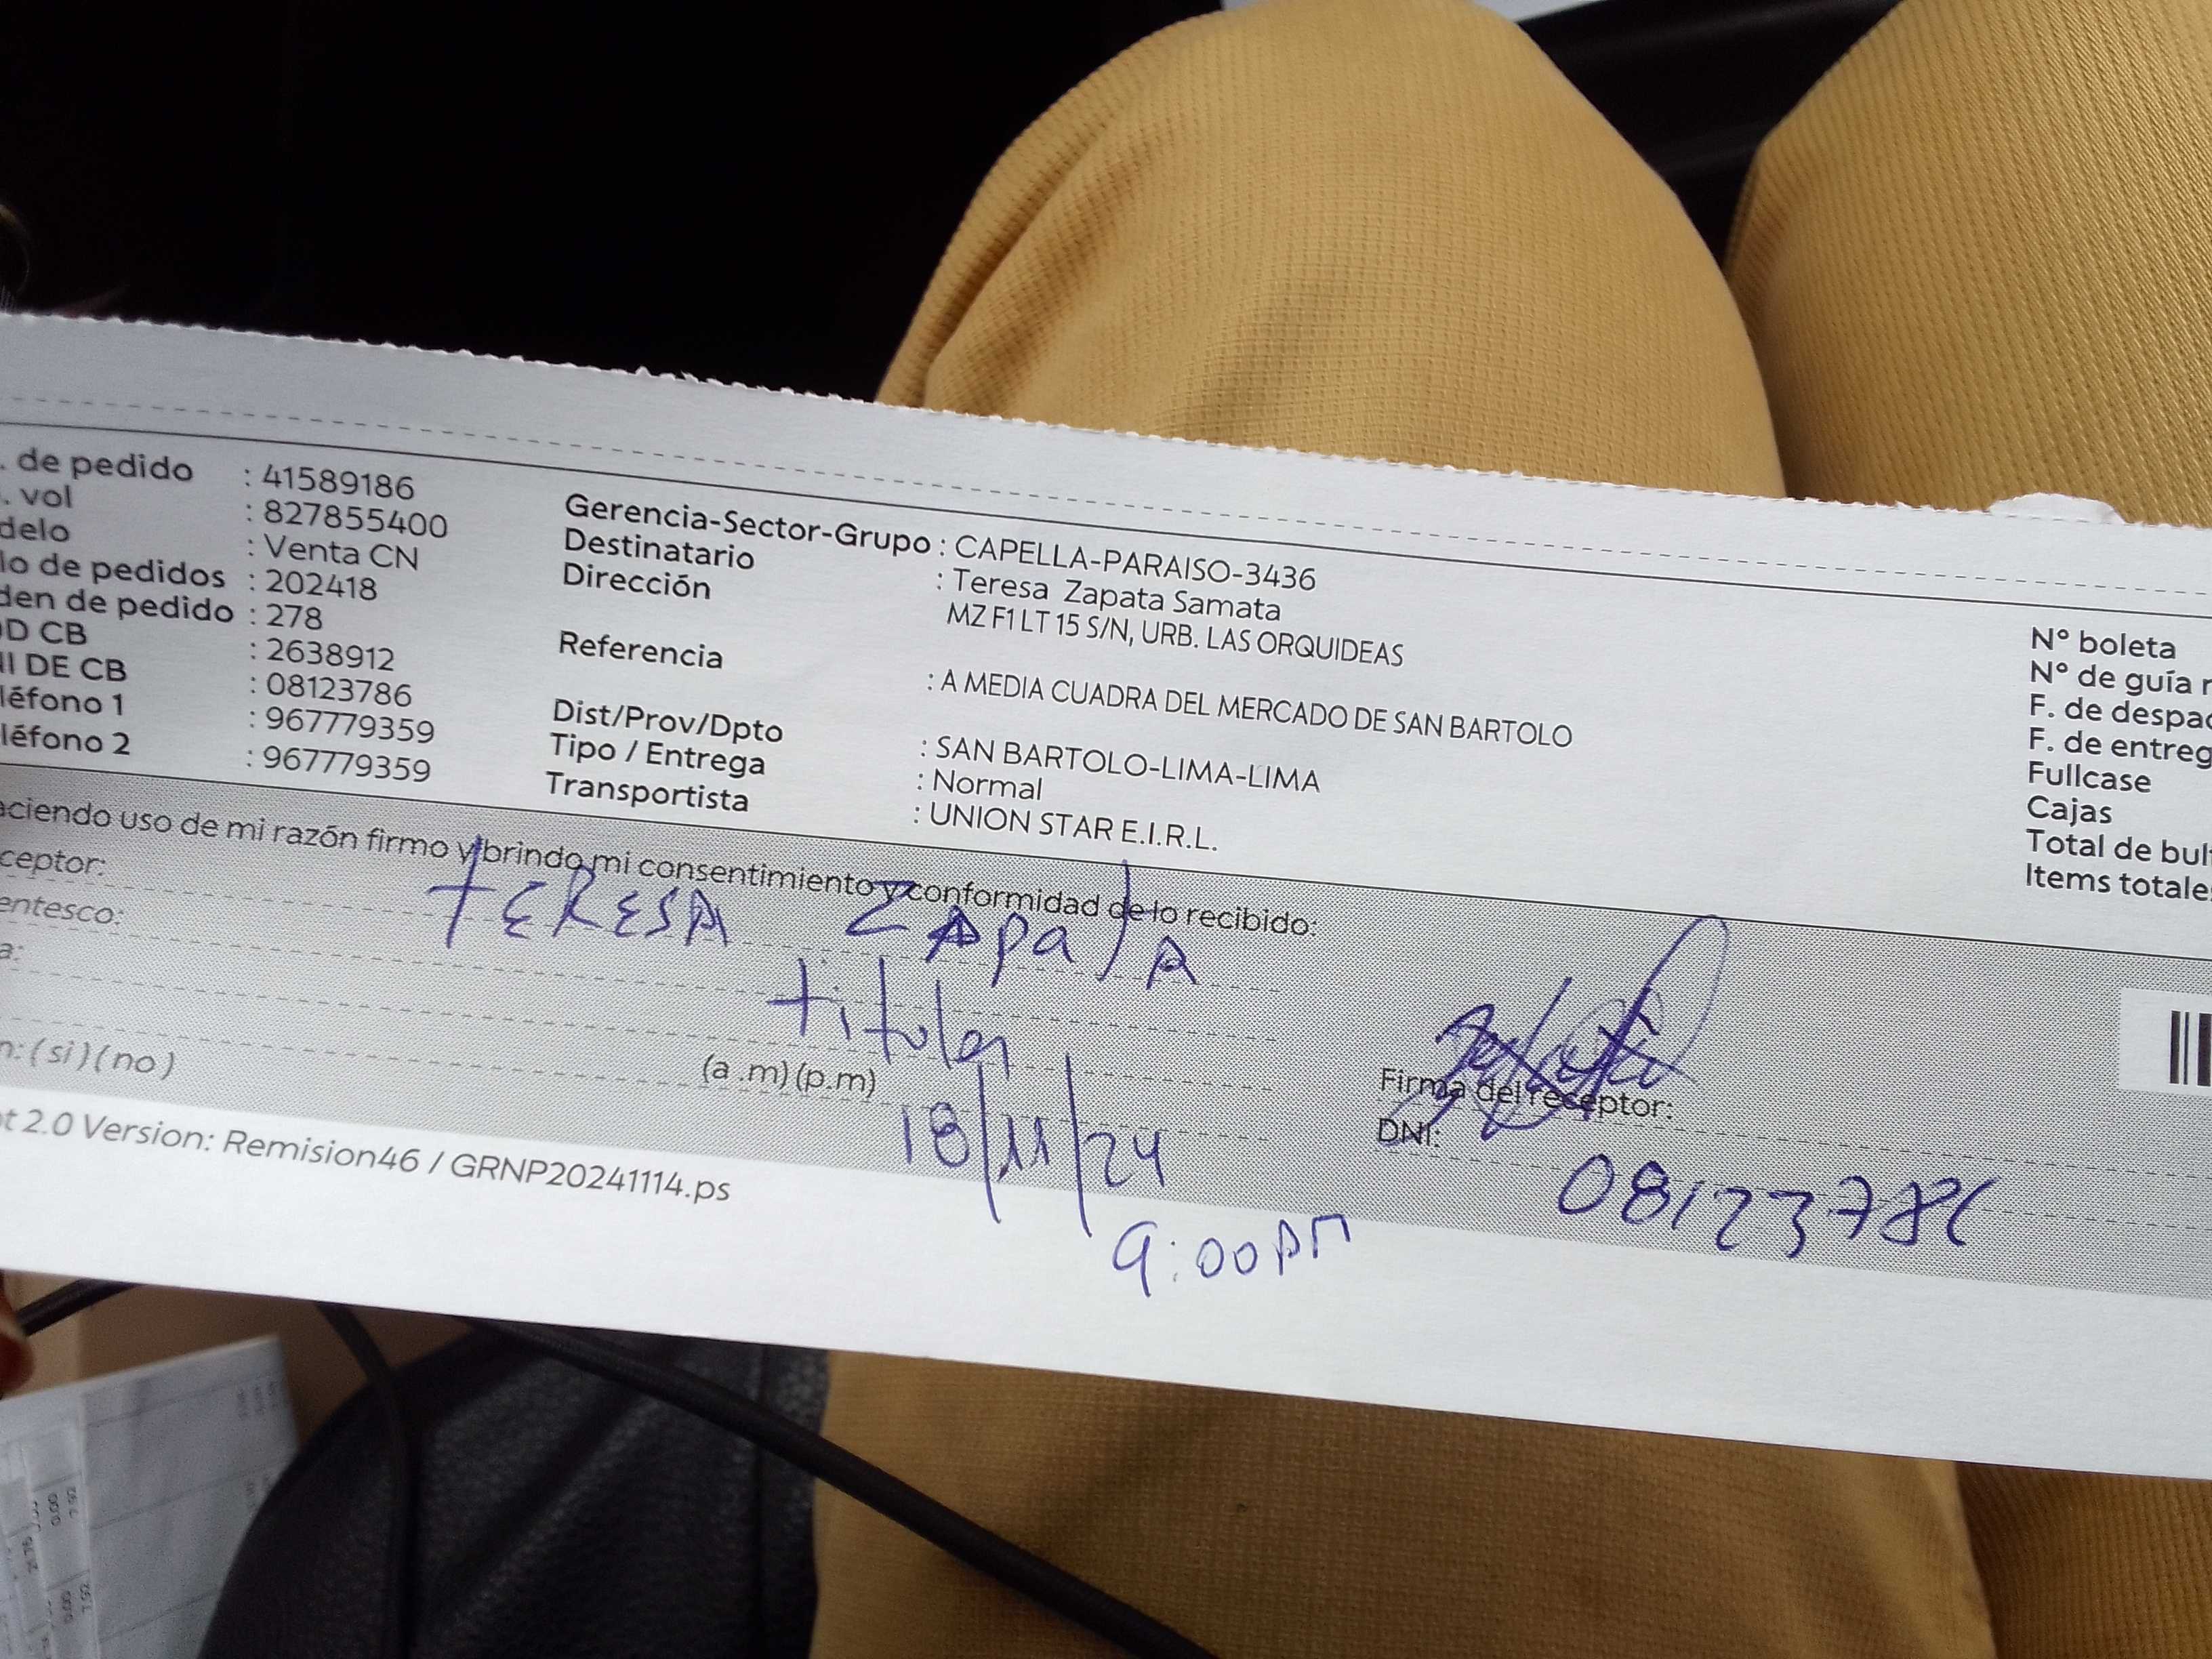 . de pedido : 41589186
. vol : 827855400
delo : Venta CN
lo de pedidos : 202418
den de pedido : 278
OD CB : 2638912
NI DE CB : 08123786
léfono 1 : 967779359
léfono 2 : 967779359
Gerencia-Sector-Grupo : CAPELLA-PARAISO-3436
Destinatario : Teresa Zapata Samata
Dirección MZ F1 LT 15 S/N, URB. LAS ORQUIDEAS
Referencia : A MEDIA CUADRA DEL MERCADO DE SAN BARTOLO
Dist/Prov/Dpto : SAN BARTOLO-LIMA-LIMA
Tipo / Entrega : Normal
Transportista : UNION STAR E.I.R.L.
N° boleta
N° de guía r
F. de despac
F. de entreg
Fullcase
Cajas
Total de bul
Items totale
aciendo uso de mi razón firmo y brindo mi consentimiento y conformidad de lo recibido:
ceptor: TERESA ZApatA
entesco: titular
a: 18/11/24
n: ( si ) ( no ) (a .m) (p.m)
9:00 pm
Firma del receptor:
DNI: 08123786
t 2.0 Version: Remision46 / GRNP20241114.ps